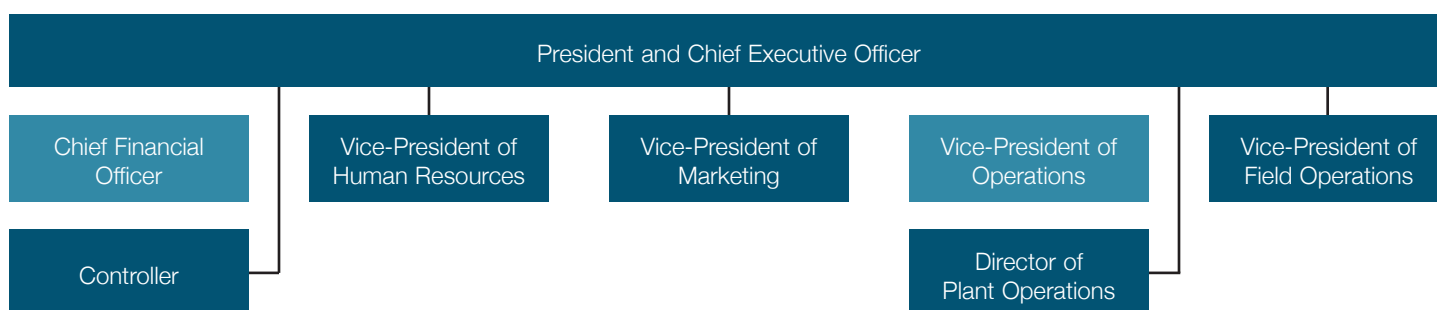 President and Chief Executive Officer
Chief Financial
Officer
Vice-President of
Human Resources
Vice-President of
Marketing
Vice-President of
Operations
Vice-President of
Field Operations
Controller
Director of
Plant Operations